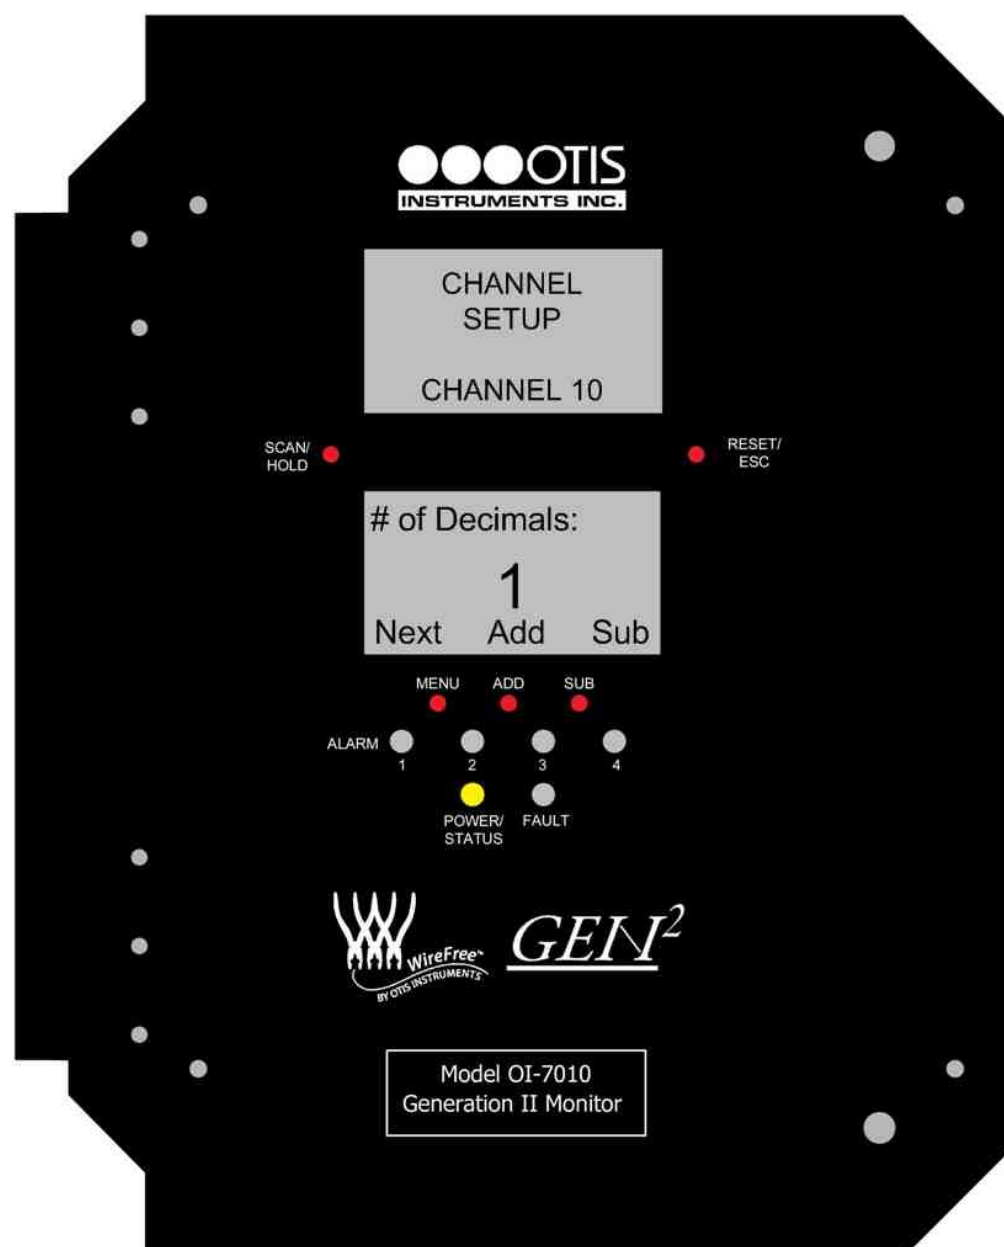 OTIS
INSTRUMENTS INC.
CHANNEL
SETUP
CHANNEL 10
SCAN/
HOLD
RESET/
ESC
# of Decimals:
1
Next Add Sub
MENU ADD SUB
ALARM
1 2 3 4
POWER/
STATUS
FAULT
WireFree™
BY OTIS INSTRUMENTS
GEN²
Model OI-7010
Generation II Monitor